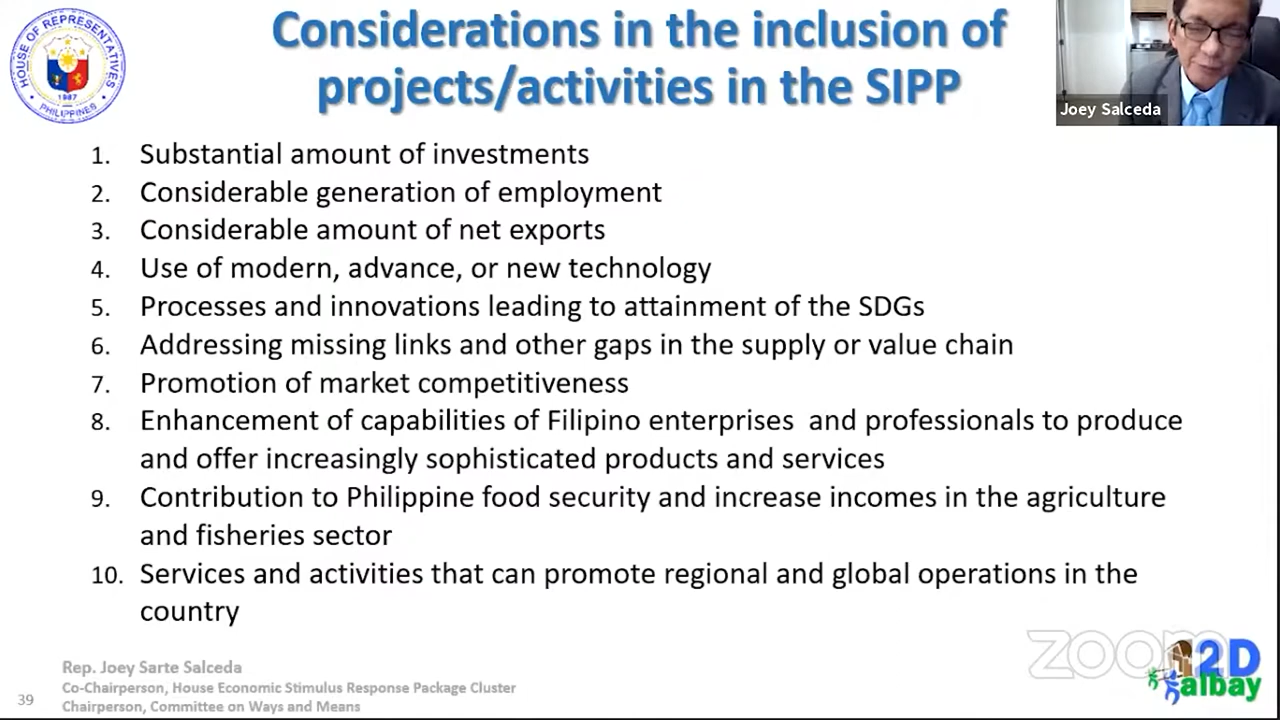 HOUSE OF REPRESENTATIVES
1987
PHILIPPINES
Considerations in the inclusion of
projects/activities in the SIPP
Joey Salceda
1. Substantial amount of investments
2. Considerable generation of employment
3. Considerable amount of net exports
4. Use of modern, advance, or new technology
5. Processes and innovations leading to attainment of the SDGs
6. Addressing missing links and other gaps in the supply or value chain
7. Promotion of market competitiveness
8. Enhancement of capabilities of Filipino enterprises and professionals to produce
and offer increasingly sophisticated products and services
9. Contribution to Philippine food security and increase incomes in the agriculture
and fisheries sector
10. Services and activities that can promote regional and global operations in the
country
Rep. Joey Sarte Salceda
Co-Chairperson, House Economic Stimulus Response Package Cluster
Chairperson, Committee on Ways and Means
39
zoom
2D
albay